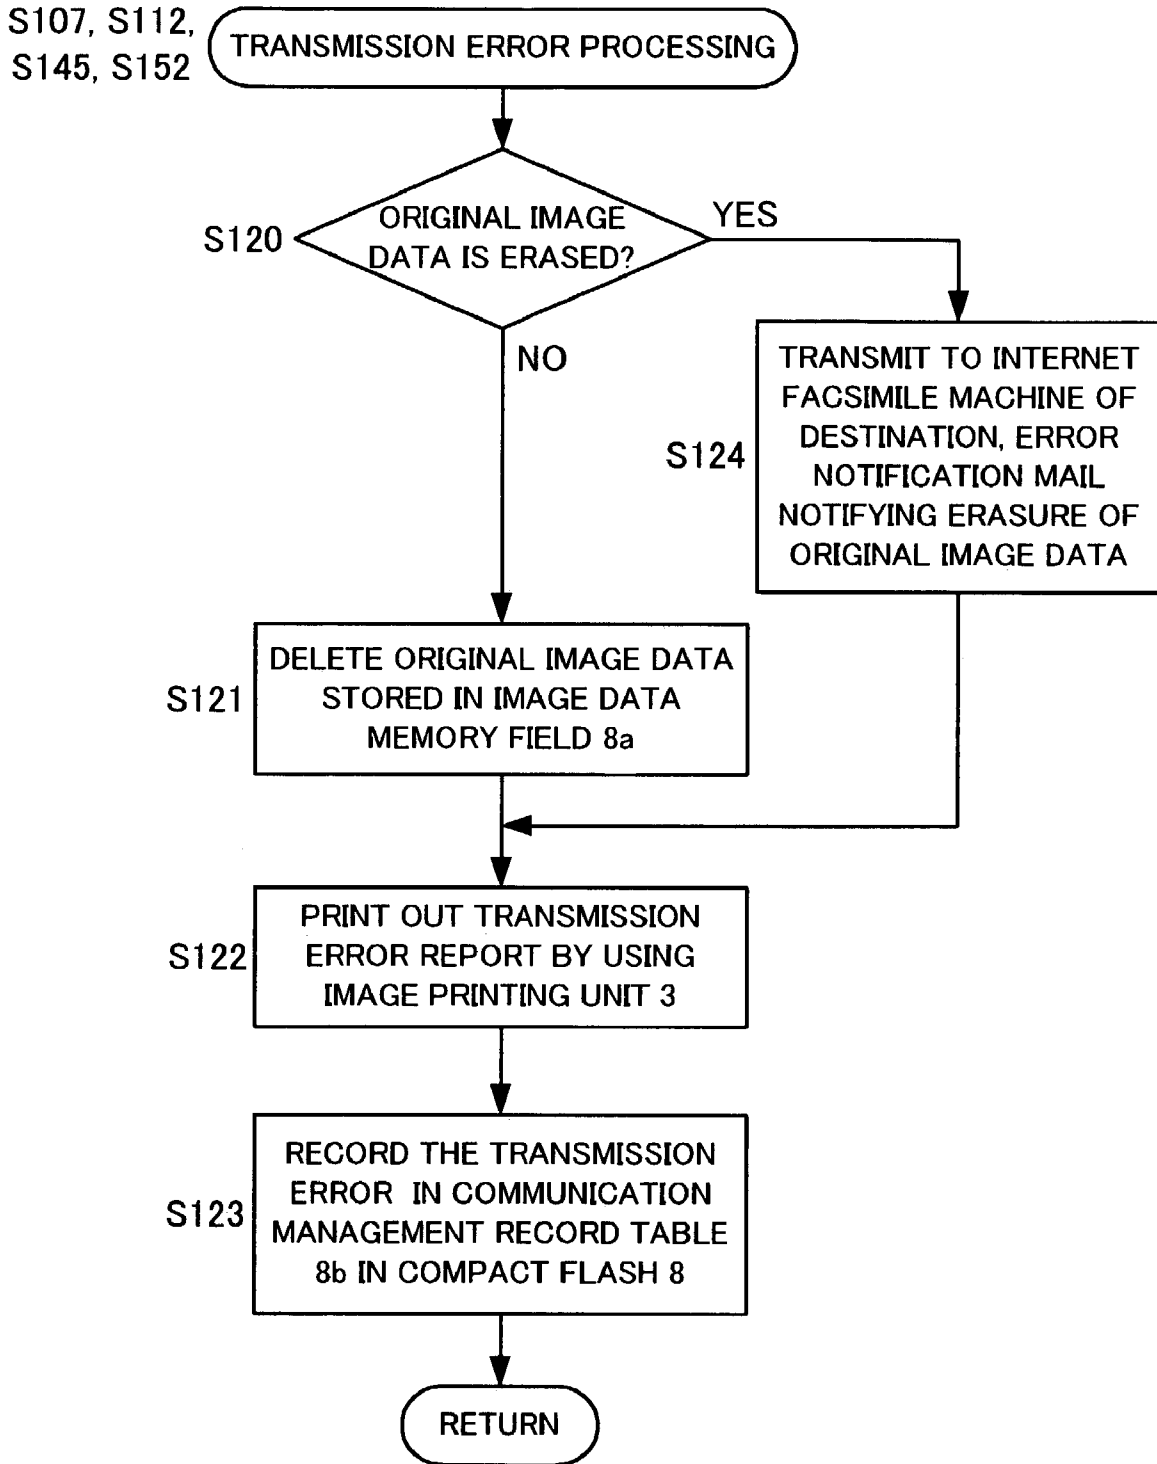 S107, S112,
S145, S152
TRANSMISSION ERROR PROCESSING
S120
ORIGINAL IMAGE
DATA IS ERASED?
YES
NO
S124
TRANSMIT TO INTERNET
FACSIMILE MACHINE OF
DESTINATION, ERROR
NOTIFICATION MAIL
NOTIFYING ERASURE OF
ORIGINAL IMAGE DATA
S121
DELETE ORIGINAL IMAGE DATA
STORED IN IMAGE DATA
MEMORY FIELD 8a
S122
PRINT OUT TRANSMISSION
ERROR REPORT BY USING
IMAGE PRINTING UNIT 3
S123
RECORD THE TRANSMISSION
ERROR IN COMMUNICATION
MANAGEMENT RECORD TABLE
8b IN COMPACT FLASH 8
RETURN